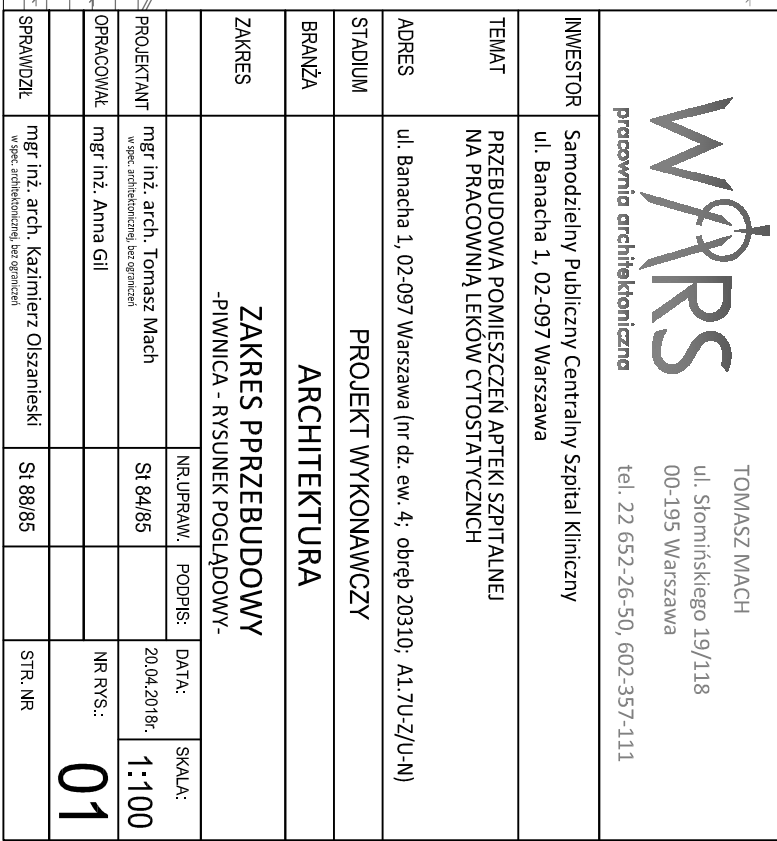 WARS
pracownia architektoniczna
TOMASZ MACH
ul. Słomińskiego 19/118
00-195 Warszawa
tel. 22 652-26-50, 602-357-111
INWESTOR
Samodzielny Publiczny Centralny Szpital Kliniczny
ul. Banacha 1, 02-097 Warszawa
TEMAT
PRZEBUDOWA POMIESZCZEŃ APTEKI SZPITALNEJ
NA PRACOWNIĄ LEKÓW CYTOSTATYCZNCH
ADRES
ul. Banacha 1, 02-097 Warszawa (nr dz. ew. 4; obręb 20310; A1.7U-Z/U-N)
STADIUM
PROJEKT WYKONAWCZY
BRANŻA
ARCHITEKTURA
ZAKRES
ZAKRES PPRZEBUDOWY
-PIWNICA - RYSUNEK POGLĄDOWY-
NR.UPRAW. PODPIS: DATA: SKALA:
PROJEKTANT mgr inż. arch. Tomasz Mach St 84/85 20.04.2018r. 1:100
w spec. architektonicznej, bez ograniczeń
OPRACOWAŁ mgr inż. Anna Gil NR RYS.: 01
SPRAWDZIŁ mgr inż. arch. Kazimierz Olszanieski St 88/85 STR. NR
w spec. architektonicznej, bez ograniczeń